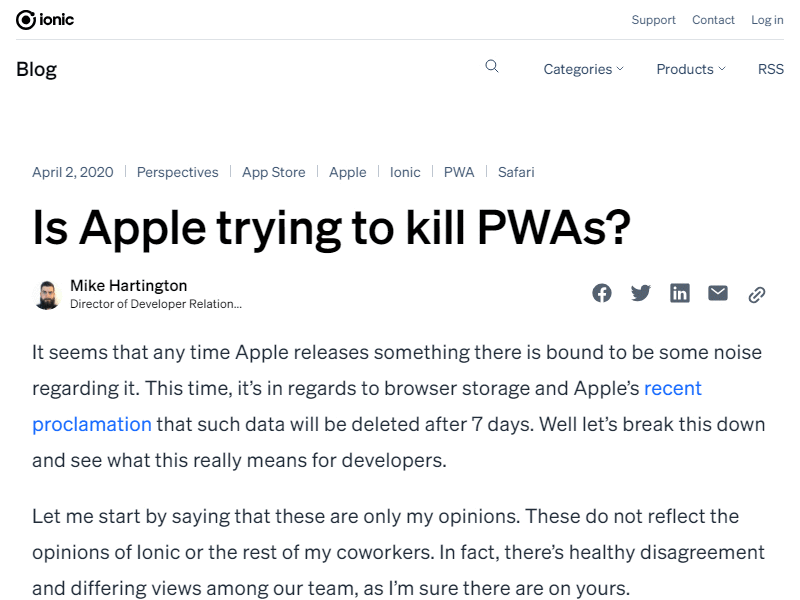 ionic
Support Contact Log in
Blog
Categories Products RSS
April 2, 2020 Perspectives App Store Apple Ionic PWA Safari
Is Apple trying to kill PWAs?
Mike Hartington
Director of Developer Relation...
It seems that any time Apple releases something there is bound to be some noise
regarding it. This time, it’s in regards to browser storage and Apple’s recent
proclamation that such data will be deleted after 7 days. Well let’s break this down
and see what this really means for developers.
Let me start by saying that these are only my opinions. These do not reflect the
opinions of Ionic or the rest of my coworkers. In fact, there’s healthy disagreement
and differing views among our team, as I’m sure there are on yours.